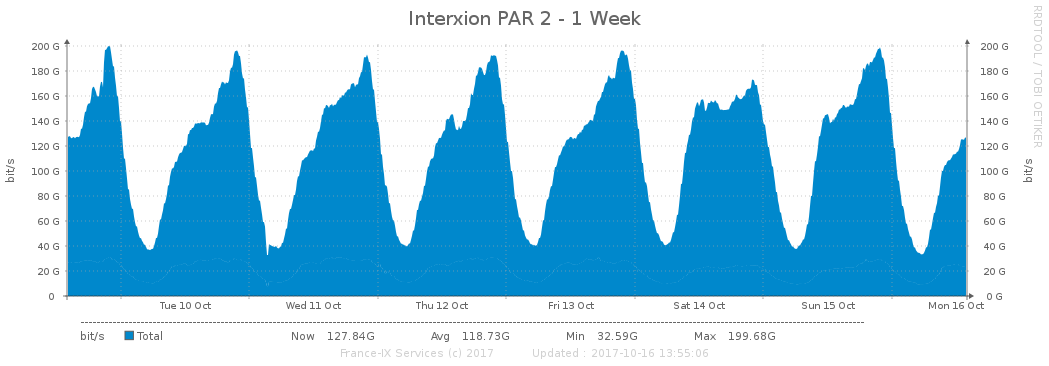 Interxion PAR 2 - 1 Week
RRDTOOL / TOBI OETIKER
bit/s
bit/s
200 G 200 G
180 G 180 G
160 G 160 G
140 G 140 G
120 G 120 G
100 G 100 G
80 G 80 G
60 G 60 G
40 G 40 G
20 G 20 G
0 0 G
Tue 10 Oct Wed 11 Oct Thu 12 Oct Fri 13 Oct Sat 14 Oct Sun 15 Oct Mon 16 Oct
bit/s Total Now 127.84G Avg 118.73G Min 32.59G Max 199.68G
France-IX Services (c) 2017 Updated : 2017-10-16 13:55:06